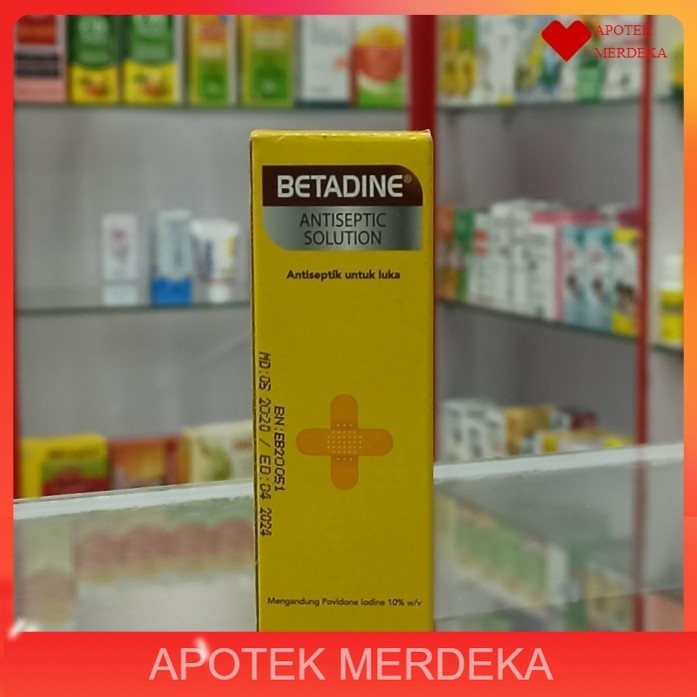 APOTEK
MERDEKA
BETADINE®
ANTISEPTIC
SOLUTION
Antiseptik untuk luka
MD:05 2020 / ED:04 2024
BN:EB20051
Mengandung Povidone Iodine 10% w/v
APOTEK MERDEKA